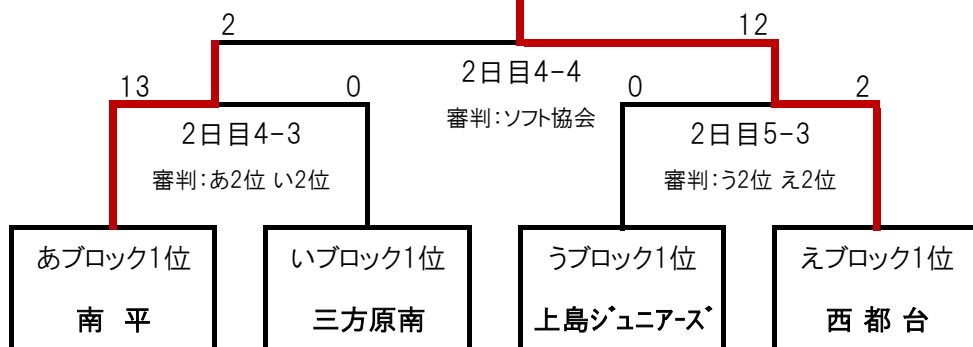 2
12
2日目4-4
13
0
0
2
審判：ソフト協会
2日目4-3
2日目5-3
審判：あ2位 い2位
審判：う2位 え2位
あブロック1位
いブロック1位
うブロック1位
えブロック1位
南 平
三方原南
上島ジュニアーズ
西 都 台